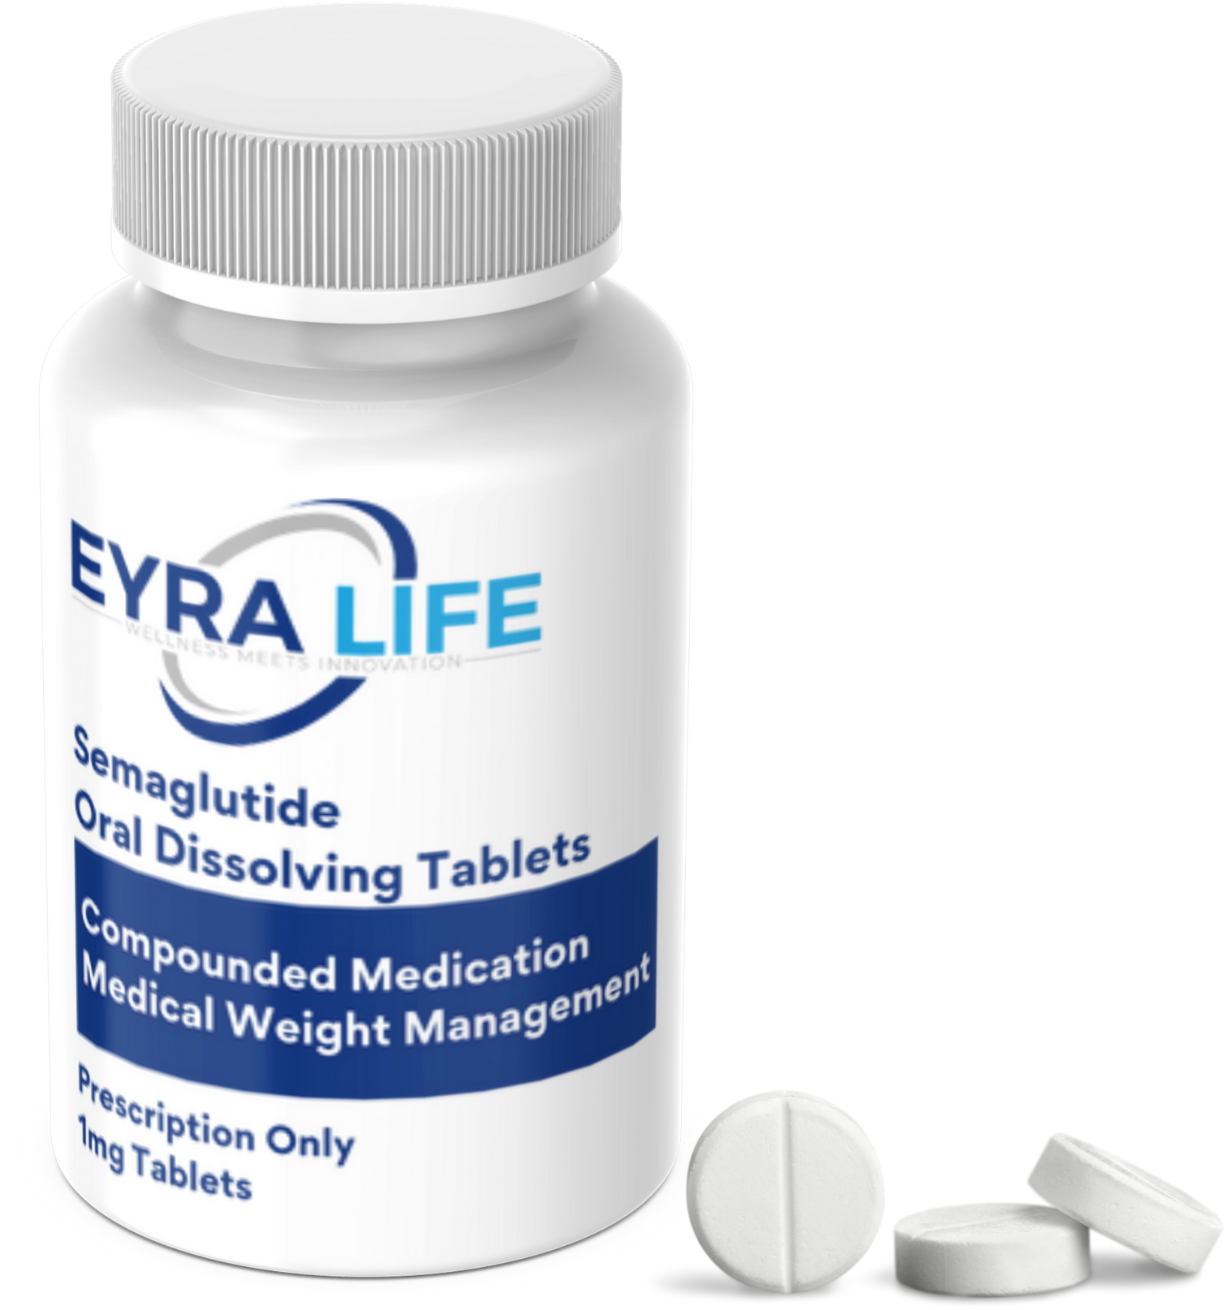 EYRA LIFE
WELLNESS MEETS INNOVATION
Semaglutide
Oral Dissolving Tablets
Compounded Medication
Medical Weight Management
Prescription Only
1mg Tablets